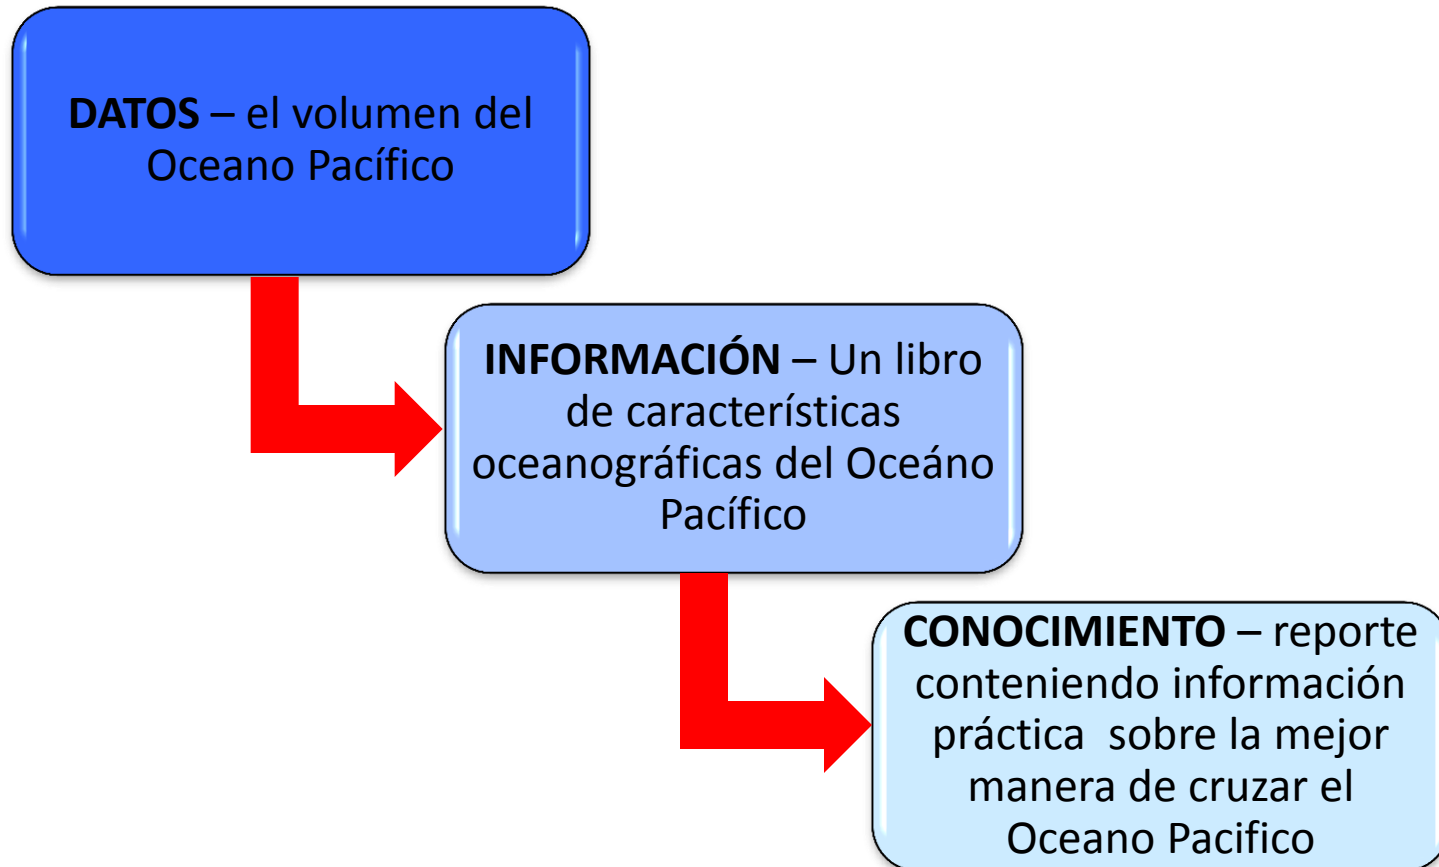 DATOS – el volumen del
Oceano Pacífico
INFORMACIÓN – Un libro
de características
oceanográficas del Oceáno
Pacífico
CONOCIMIENTO – reporte
conteniendo información
práctica  sobre la mejor
manera de cruzar el
Oceano Pacifico